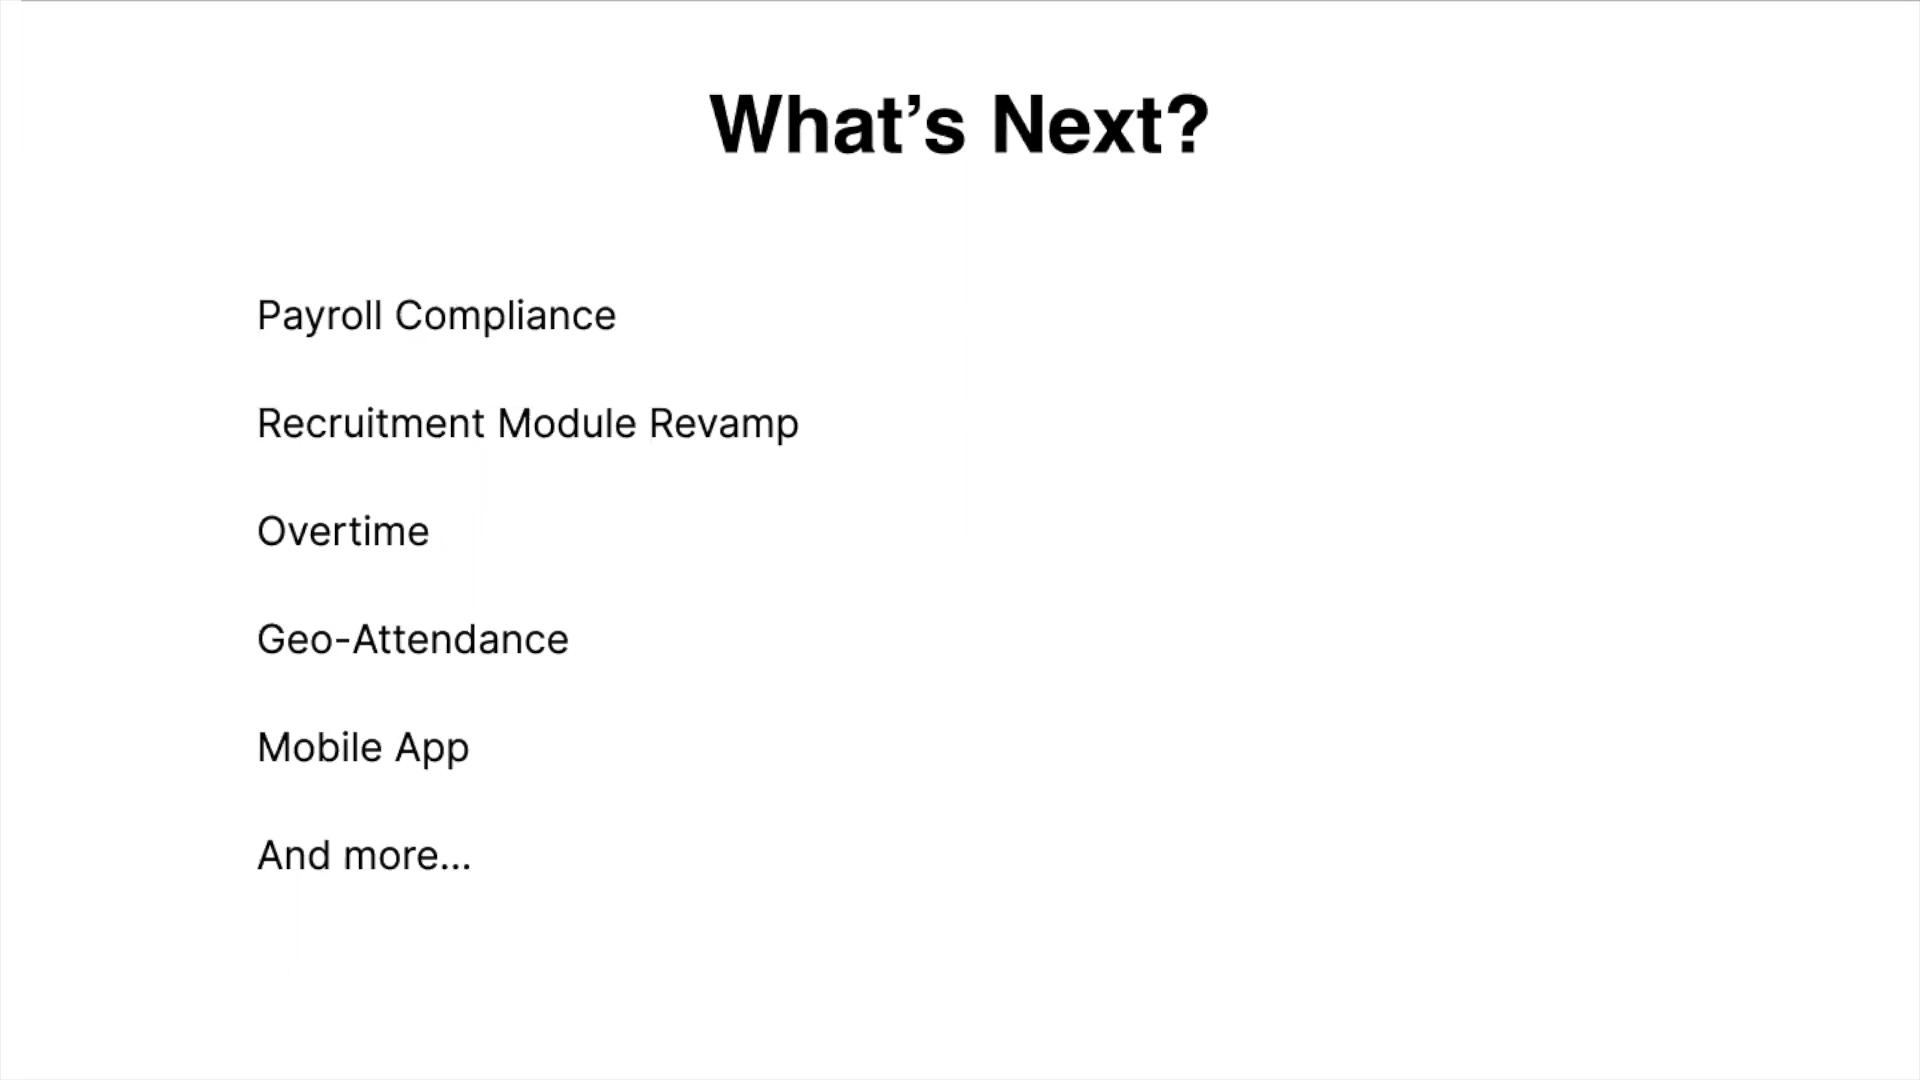 What’s Next?
Payroll Compliance
Recruitment Module Revamp
Overtime
Geo-Attendance
Mobile App
And more...